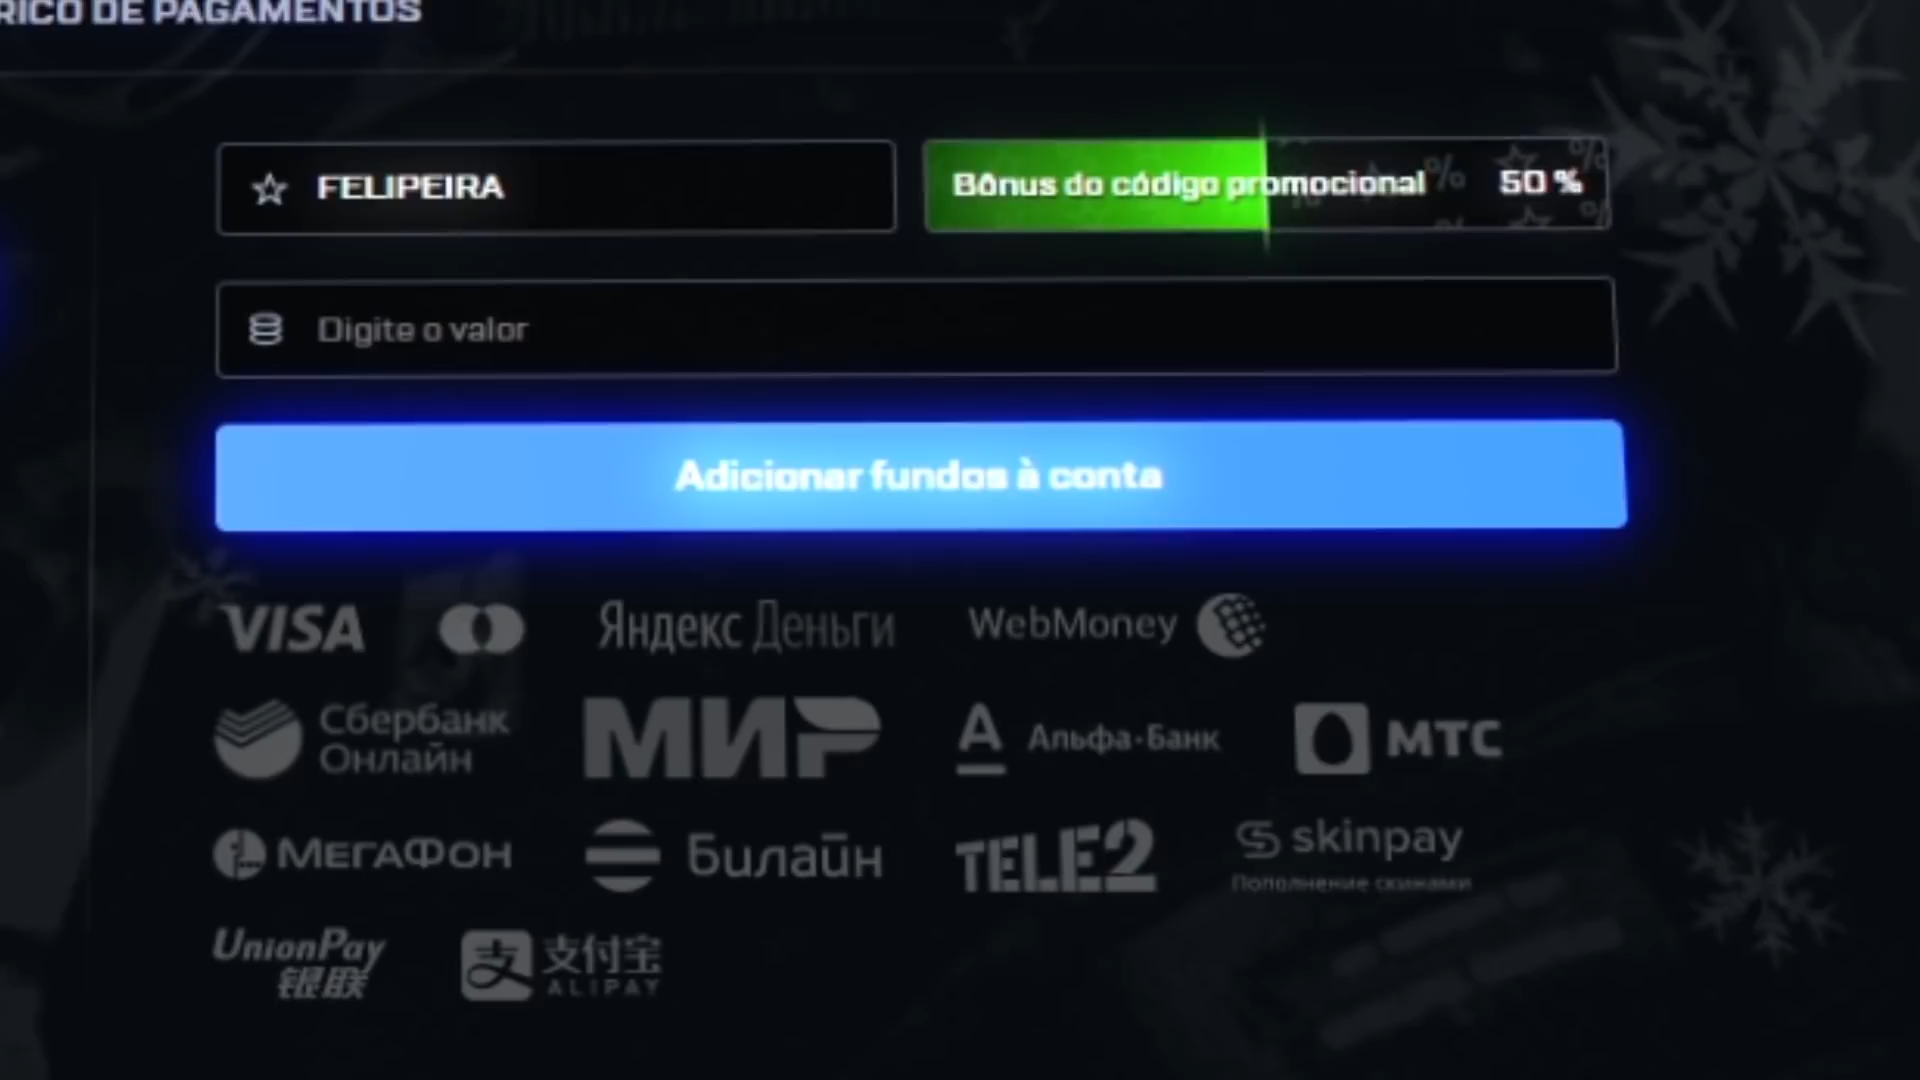 RICO DE PAGAMENTOS
FELIPEIRA
Bônus do código promocional 50 %
Digite o valor
Adicionar fundos à conta
VISA Яндекс Деньги WebMoney
Сбербанк Онлайн МИР Альфа-Банк МТС
МЕГАФОН Билайн TELE2 skinpay
Пополнение скинами
UnionPay 银联 支付宝
ALIPAY